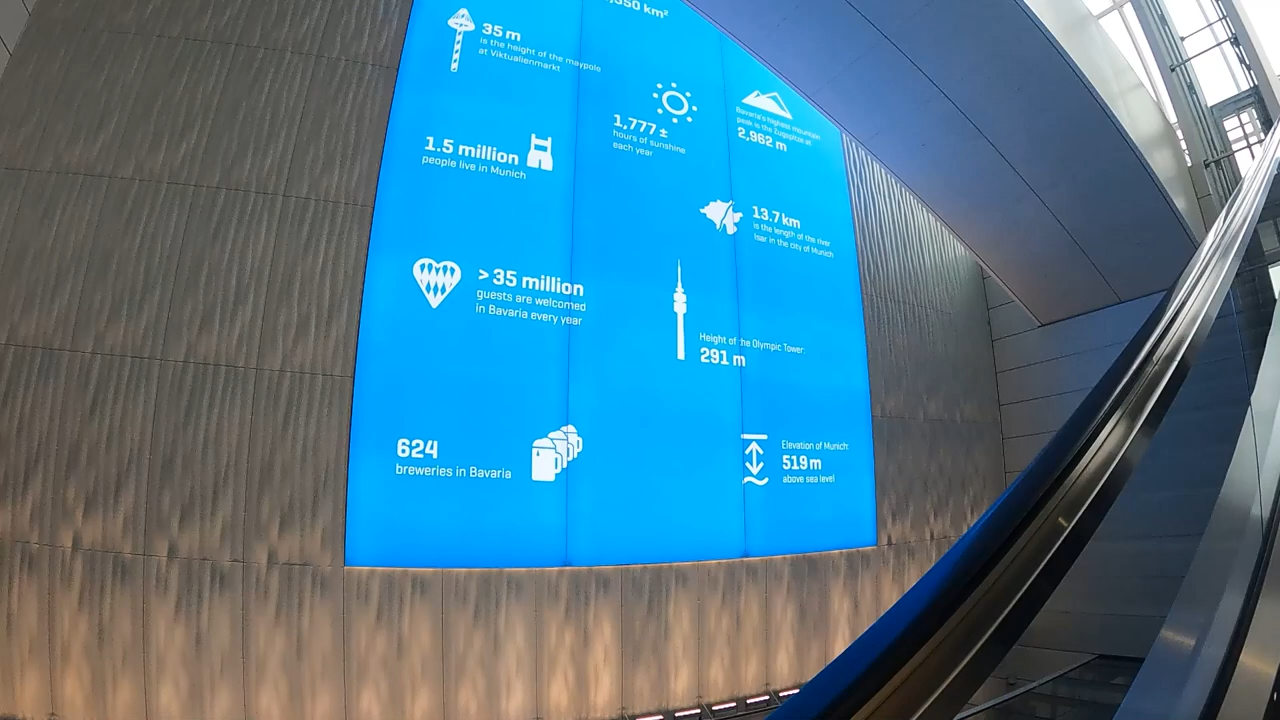 35 m
is the height of the maypole
at Viktualienmarkt
1.5 million
people live in Munich
> 35 million
guests are welcomed
in Bavaria every year
624
breweries in Bavaria
km²
1,777 ±
hours of sunshine
each year
Bavaria's highest mountain
peak is the Zugspitze at
2,962 m
13.7 km
is the length of the river
Isar in the city of Munich
Height of the Olympic Tower:
291 m
Elevation of Munich:
519 m
above sea level